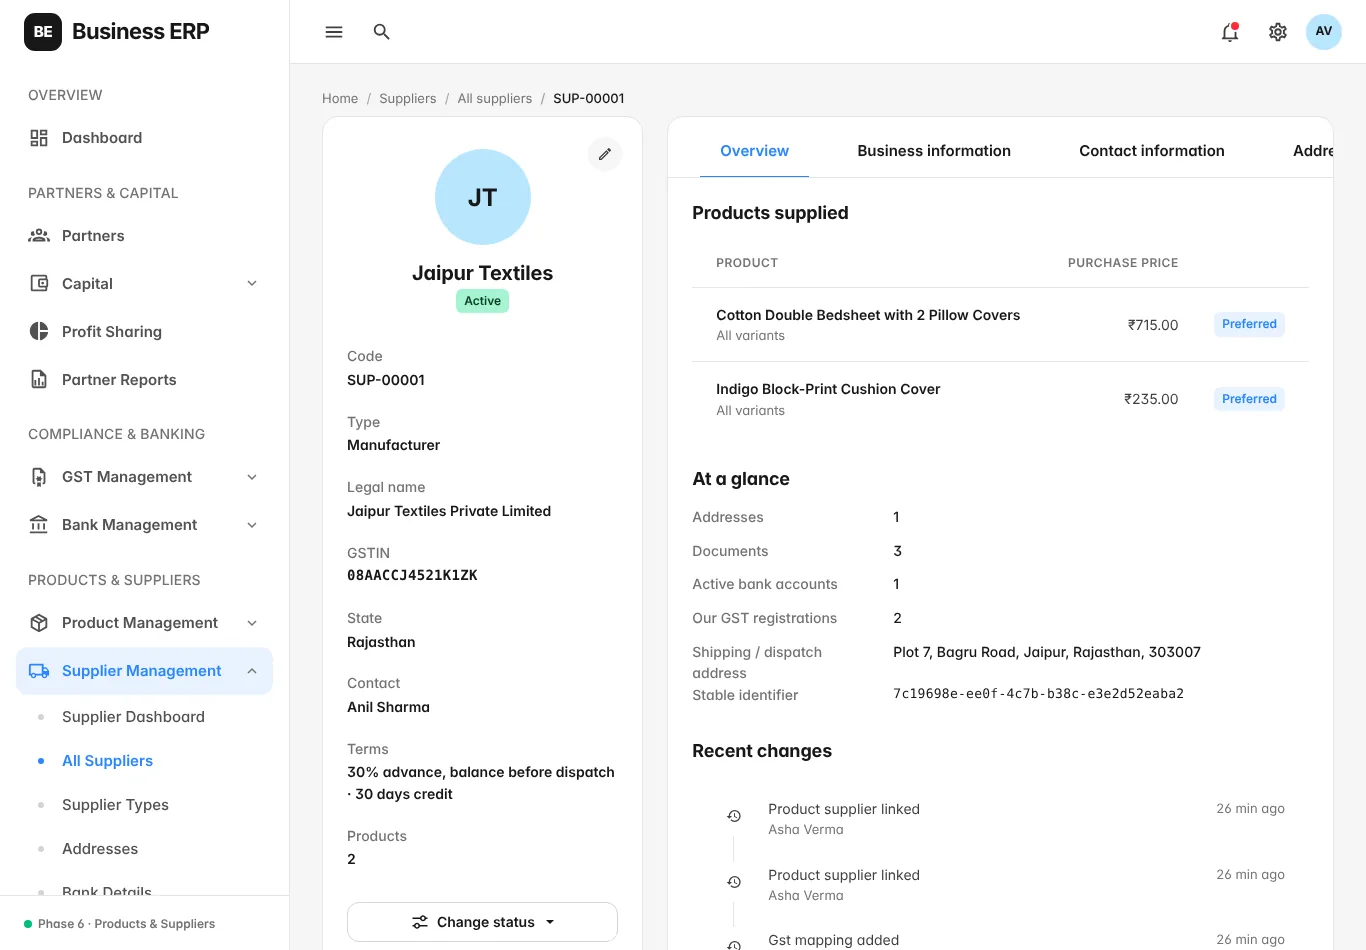 BE Business ERP
OVERVIEW
Dashboard
PARTNERS & CAPITAL
Partners
Capital
Profit Sharing
Partner Reports
COMPLIANCE & BANKING
GST Management
Bank Management
PRODUCTS & SUPPLIERS
Product Management
Supplier Management
Supplier Dashboard
All Suppliers
Supplier Types
Addresses
Bank Details
Phase 6 · Products & Suppliers
AV
Home / Suppliers / All suppliers / SUP-00001
JT
Jaipur Textiles
Active
Code
SUP-00001
Type
Manufacturer
Legal name
Jaipur Textiles Private Limited
GSTIN
08AACCJ4521K1ZK
State
Rajasthan
Contact
Anil Sharma
Terms
30% advance, balance before dispatch
· 30 days credit
Products
2
Change status
Overview Business information Contact information Addre
Products supplied
PRODUCT PURCHASE PRICE
Cotton Double Bedsheet with 2 Pillow Covers
All variants
₹715.00 Preferred
Indigo Block-Print Cushion Cover
All variants
₹235.00 Preferred
At a glance
Addresses 1
Documents 3
Active bank accounts 1
Our GST registrations 2
Shipping / dispatch address Plot 7, Bagru Road, Jaipur, Rajasthan, 303007
Stable identifier 7c19698e-ee0f-4c7b-b38c-e3e2d52eaba2
Recent changes
Product supplier linked 26 min ago
Asha Verma
Product supplier linked 26 min ago
Asha Verma
Gst mapping added 26 min ago